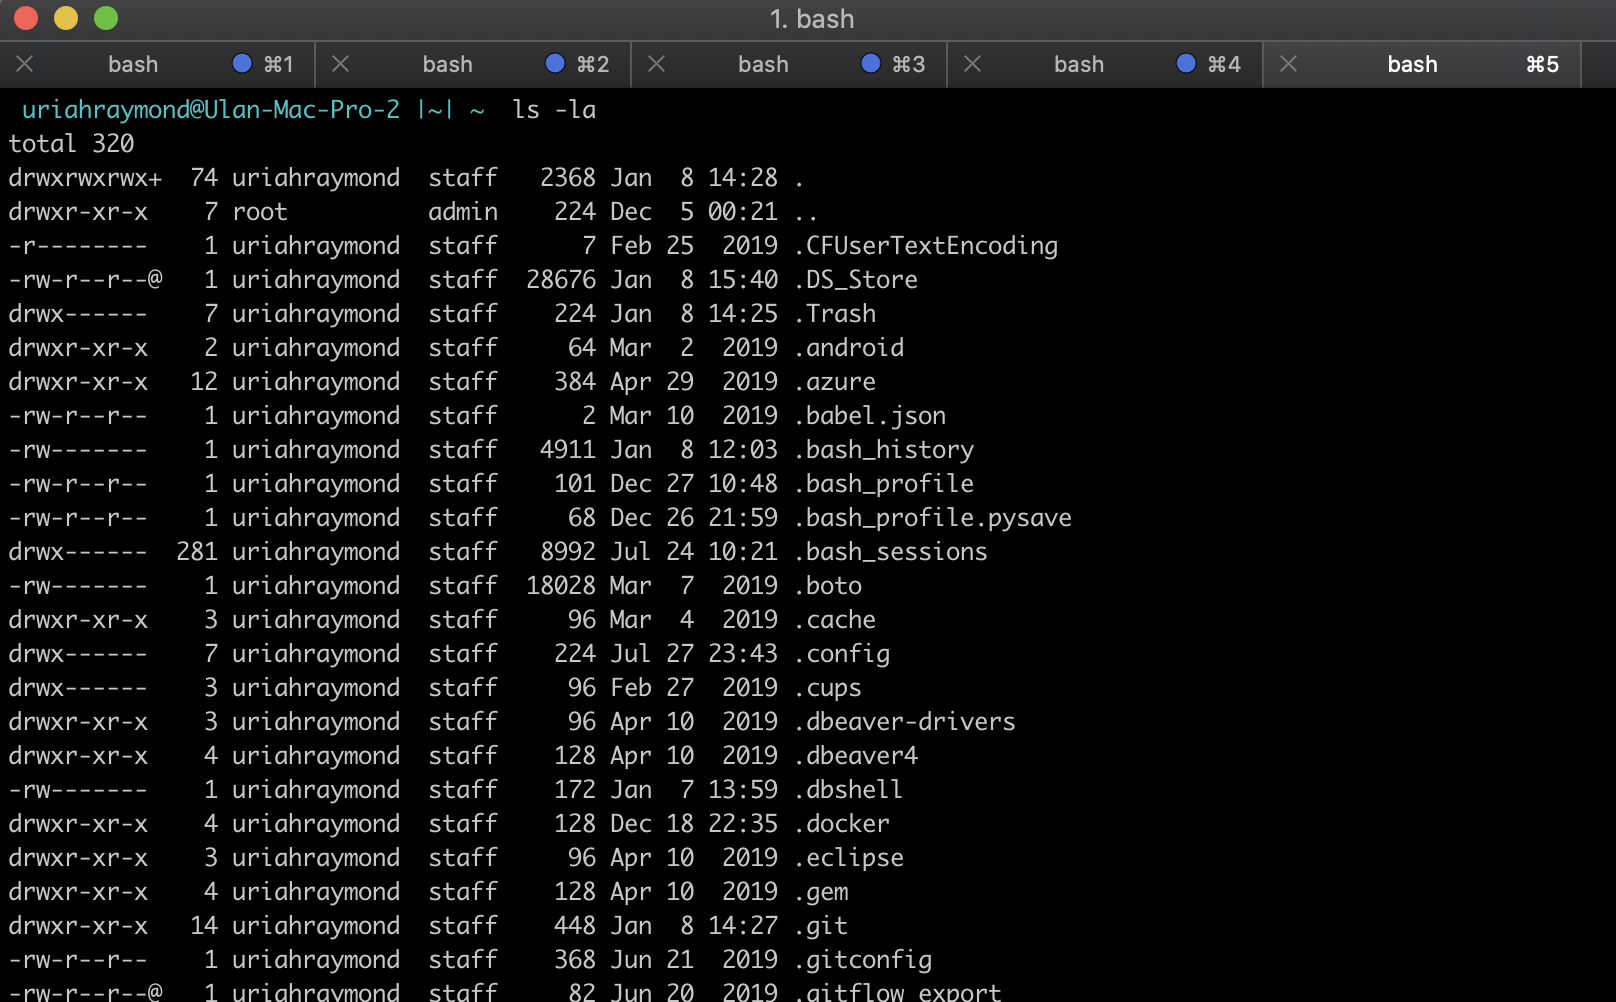 1. bash
bash ⌘1 bash ⌘2 bash ⌘3 bash ⌘4 bash ⌘5
uriahraymond@Ulan-Mac-Pro-2 |~| ~  ls -la
total 320
drwxrwxrwx+  74 uriahraymond  staff   2368 Jan  8 14:28 .
drwxr-xr-x    7 root          admin    224 Dec  5 00:21 ..
-r--------    1 uriahraymond  staff      7 Feb 25  2019 .CFUserTextEncoding
-rw-r--r--@   1 uriahraymond  staff  28676 Jan  8 15:40 .DS_Store
drwx------    7 uriahraymond  staff    224 Jan  8 14:25 .Trash
drwxr-xr-x    2 uriahraymond  staff     64 Mar  2  2019 .android
drwxr-xr-x   12 uriahraymond  staff    384 Apr 29  2019 .azure
-rw-r--r--    1 uriahraymond  staff      2 Mar 10  2019 .babel.json
-rw-------    1 uriahraymond  staff   4911 Jan  8 12:03 .bash_history
-rw-r--r--    1 uriahraymond  staff    101 Dec 27 10:48 .bash_profile
-rw-r--r--    1 uriahraymond  staff     68 Dec 26 21:59 .bash_profile.pysave
drwx------  281 uriahraymond  staff   8992 Jul 24 10:21 .bash_sessions
-rw-------    1 uriahraymond  staff  18028 Mar  7  2019 .boto
drwxr-xr-x    3 uriahraymond  staff     96 Mar  4  2019 .cache
drwx------    7 uriahraymond  staff    224 Jul 27 23:43 .config
drwx------    3 uriahraymond  staff     96 Feb 27  2019 .cups
drwxr-xr-x    3 uriahraymond  staff     96 Apr 10  2019 .dbeaver-drivers
drwxr-xr-x    4 uriahraymond  staff    128 Apr 10  2019 .dbeaver4
-rw-------    1 uriahraymond  staff    172 Jan  7 13:59 .dbshell
drwxr-xr-x    4 uriahraymond  staff    128 Dec 18 22:35 .docker
drwxr-xr-x    3 uriahraymond  staff     96 Apr 10  2019 .eclipse
drwxr-xr-x    4 uriahraymond  staff    128 Apr 10  2019 .gem
drwxr-xr-x   14 uriahraymond  staff    448 Jan  8 14:27 .git
-rw-r--r--    1 uriahraymond  staff    368 Jun 21  2019 .gitconfig
-rw-r--r--@   1 uriahraymond  staff     82 Jun 20  2019 .gitflow_export